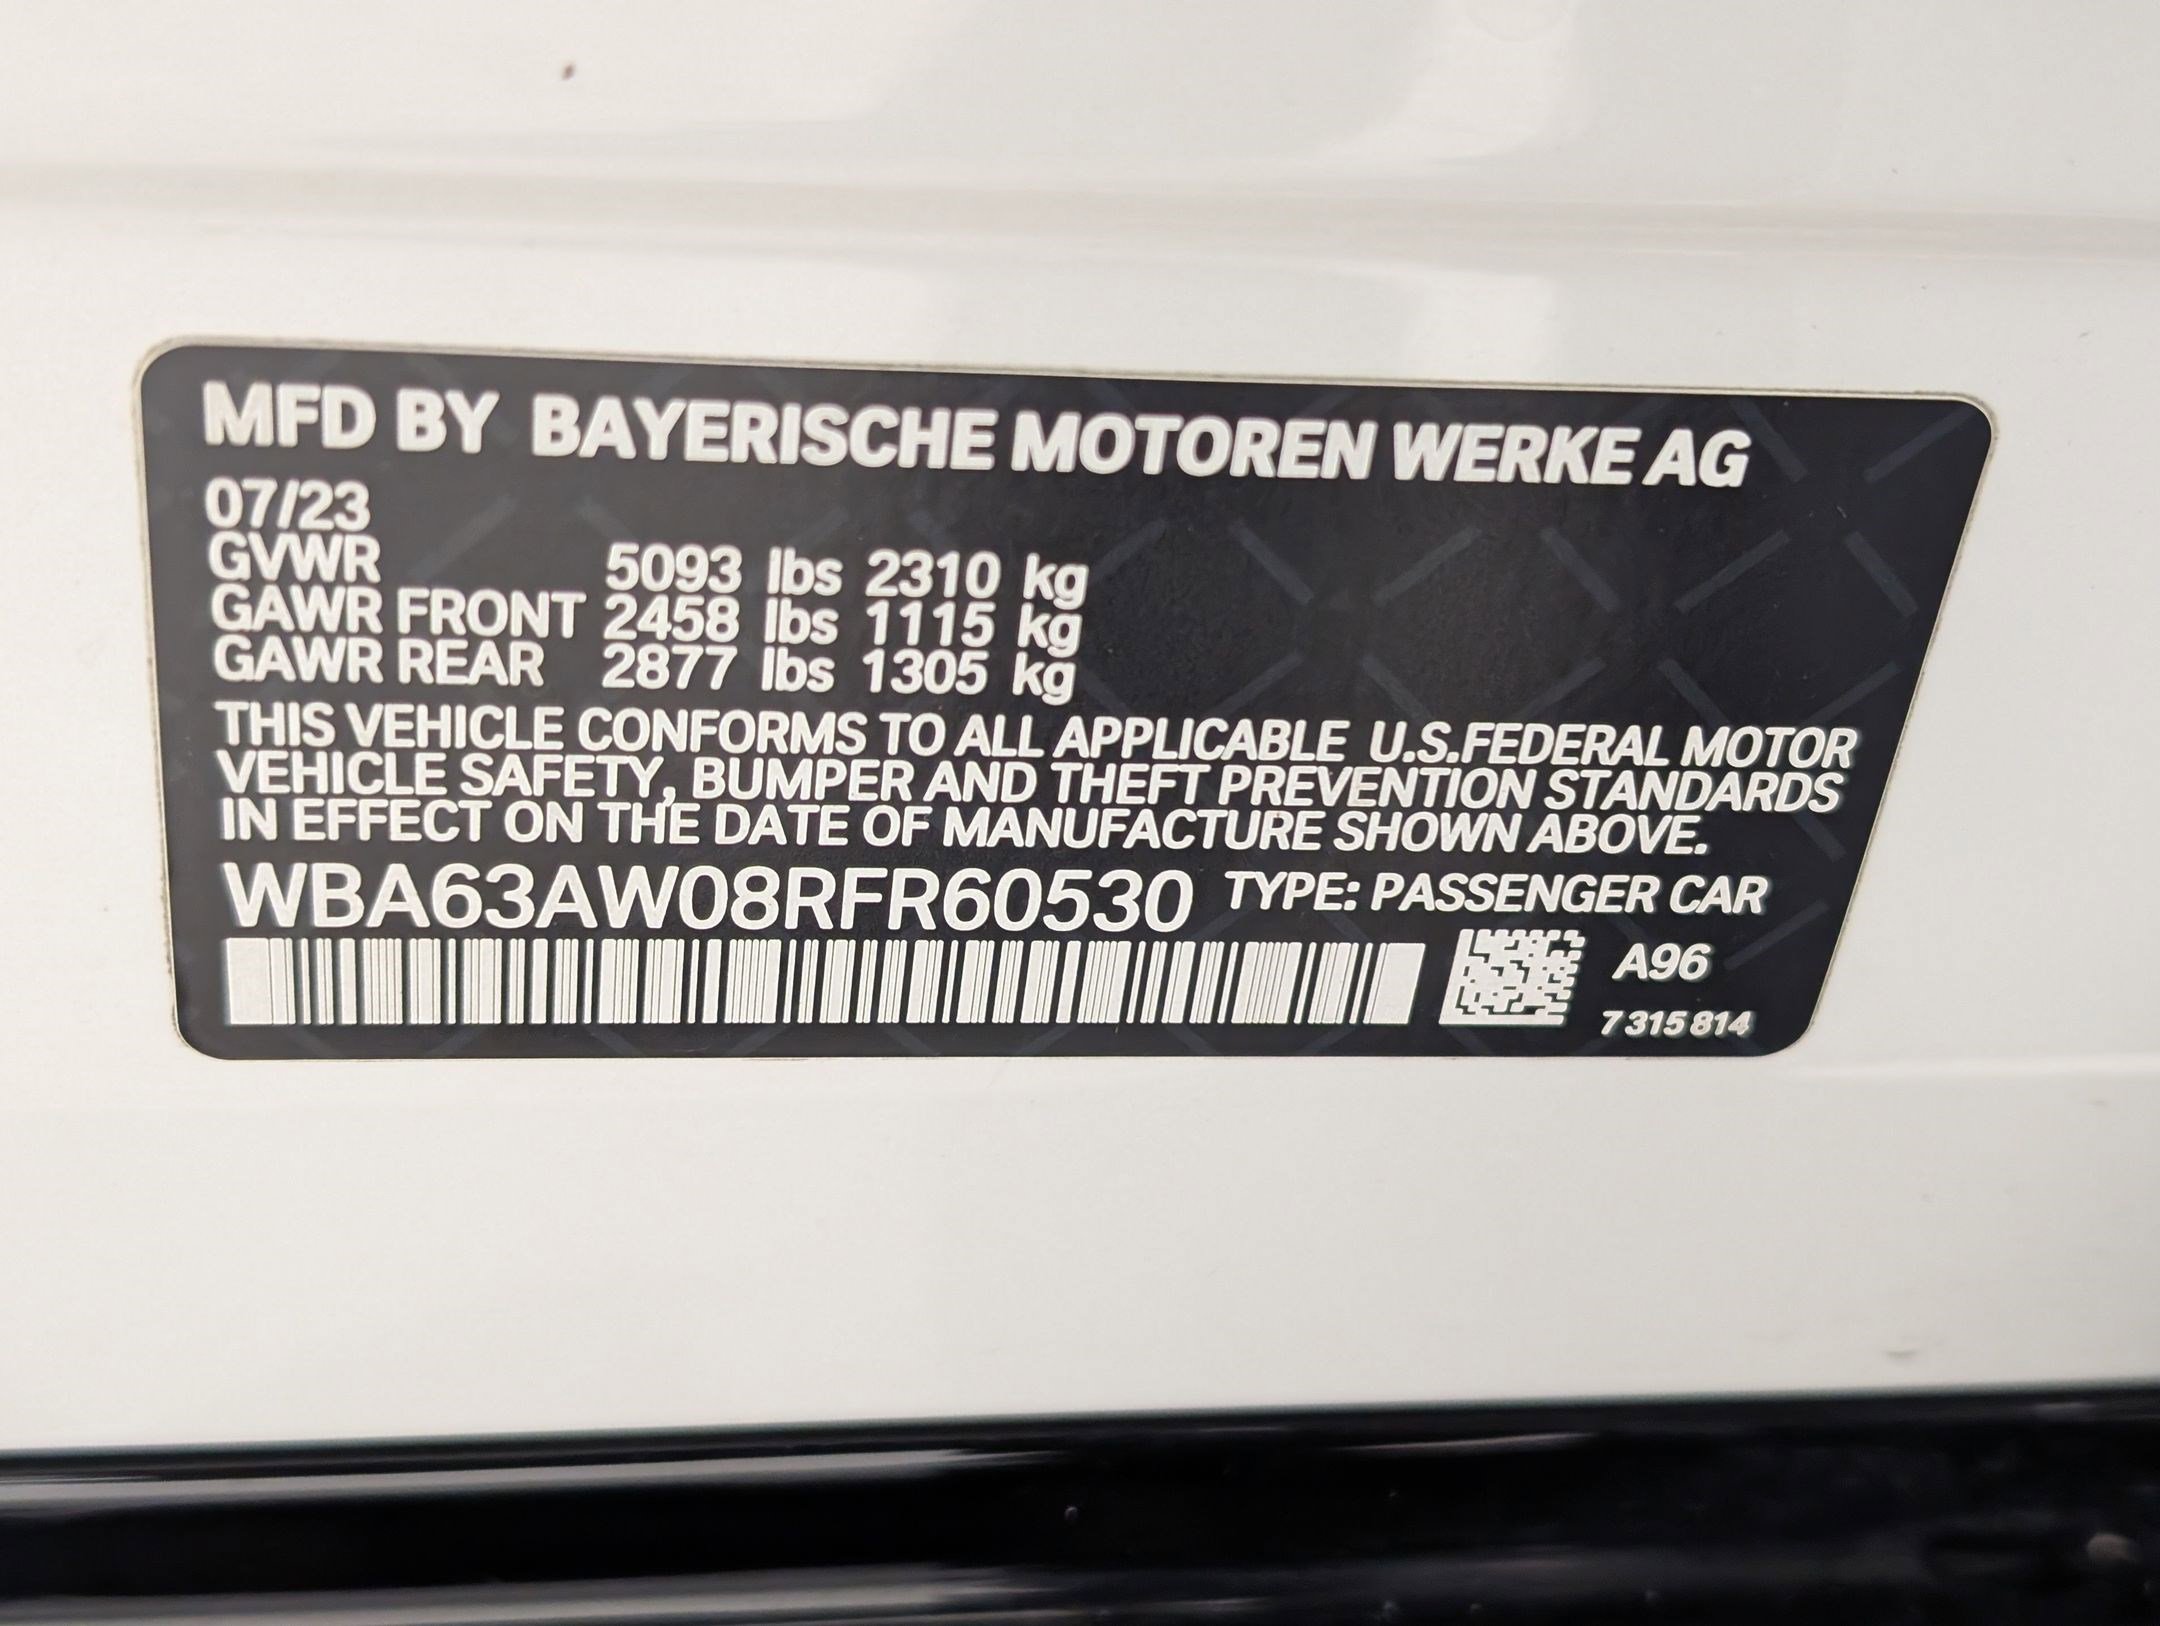 MFD BY BAYERISCHE MOTOREN WERKE AG
07/23
GVWR 5093 lbs 2310 kg
GAWR FRONT 2458 lbs 1115 kg
GAWR REAR 2877 lbs 1305 kg
THIS VEHICLE CONFORMS TO ALL APPLICABLE U.S.FEDERAL MOTOR
VEHICLE SAFETY, BUMPER AND THEFT PREVENTION STANDARDS
IN EFFECT ON THE DATE OF MANUFACTURE SHOWN ABOVE.
WBA63AW08RFR60530 TYPE: PASSENGER CAR
A96
7 315 814